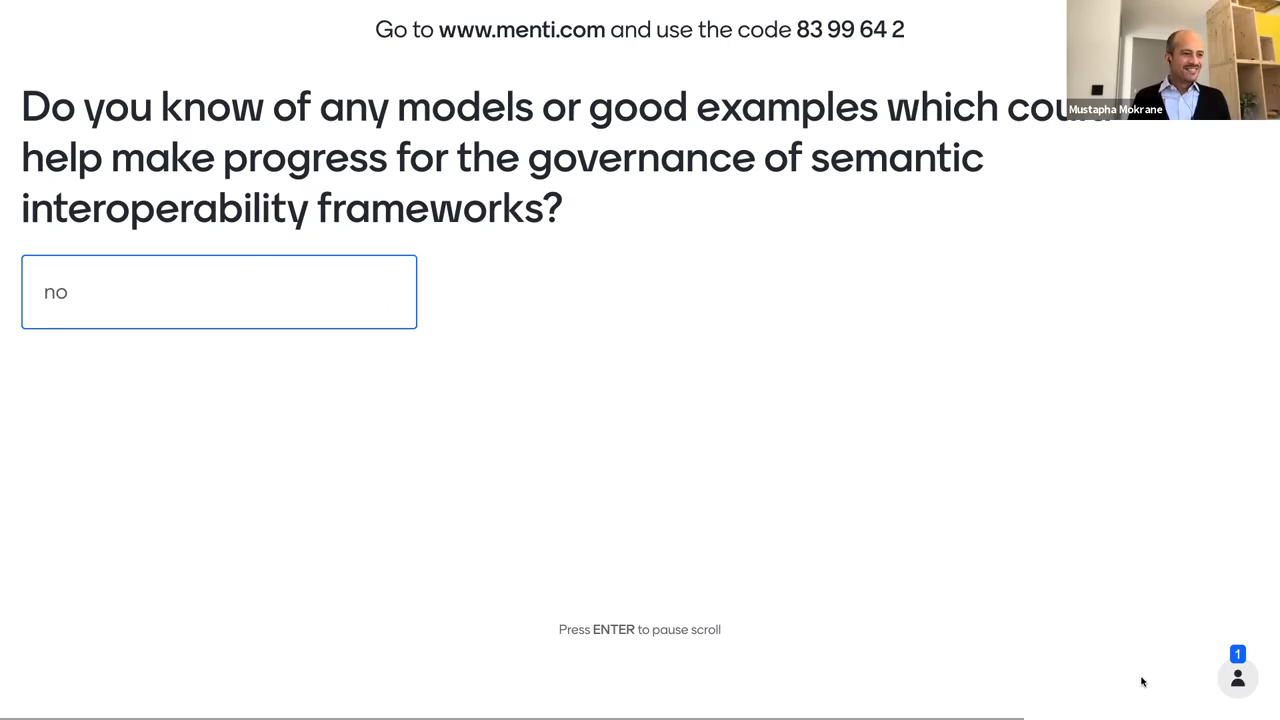 Go to www.menti.com and use the code 83 99 64 2
Do you know of any models or good examples which could
help make progress for the governance of semantic
interoperability frameworks?
Mustapha Mokrane
no
Press ENTER to pause scroll
1